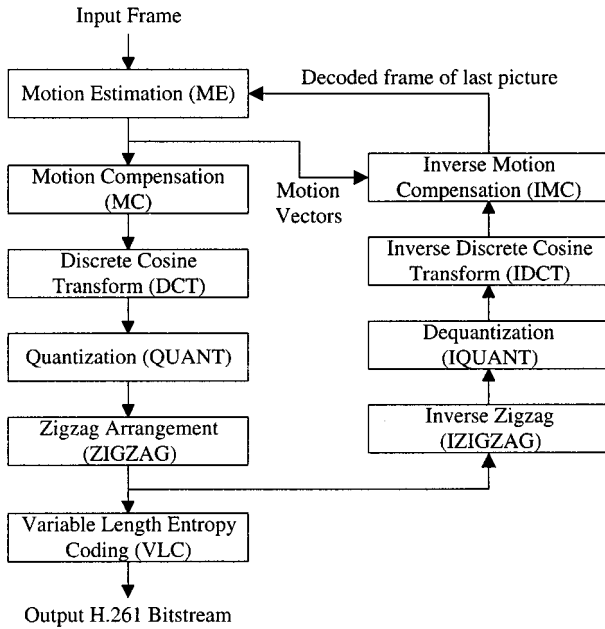 Input Frame
Motion Estimation (ME)
Decoded frame of last picture
Motion Compensation
(MC)
Motion
Vectors
Inverse Motion
Compensation (IMC)
Discrete Cosine
Transform (DCT)
Inverse Discrete Cosine
Transform (IDCT)
Quantization (QUANT)
Dequantization
(IQUANT)
Zigzag Arrangement
(ZIGZAG)
Inverse Zigzag
(IZIGZAG)
Variable Length Entropy
Coding (VLC)
Output H.261 Bitstream